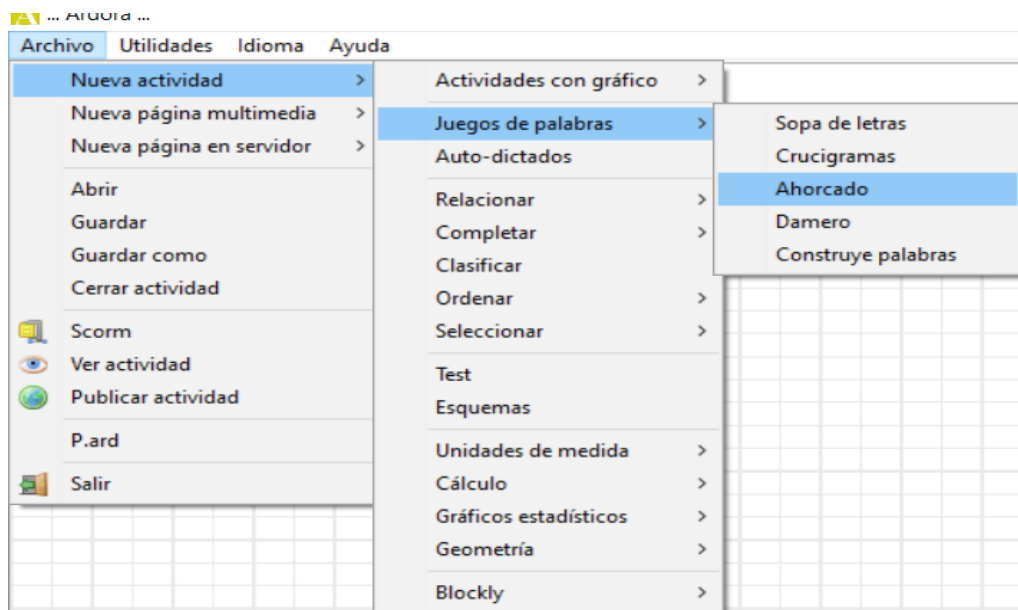 ... Ardora ...
Archivo Utilidades Idioma Ayuda
Nueva actividad
Nueva página multimedia
Nueva página en servidor
Abrir
Guardar
Guardar como
Cerrar actividad
Scorm
Ver actividad
Publicar actividad
P.ard
Salir
Actividades con gráfico
Juegos de palabras
Auto-dictados
Relacionar
Completar
Clasificar
Ordenar
Seleccionar
Test
Esquemas
Unidades de medida
Cálculo
Gráficos estadísticos
Geometría
Blockly
Sopa de letras
Crucigramas
Ahorcado
Damero
Construye palabras